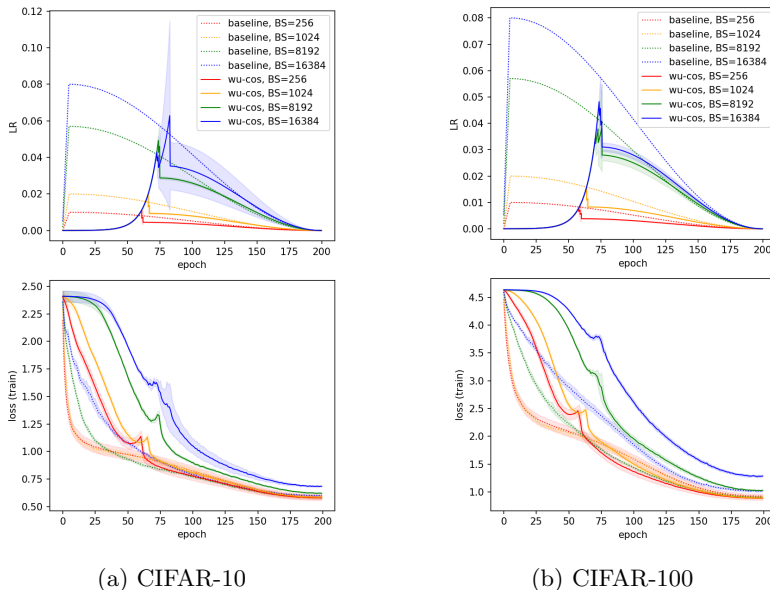 0.12
0.10
0.08
0.06
0.04
0.02
0.00
LR
0 25 50 75 100 125 150 175 200
epoch
baseline, BS=256
baseline, BS=1024
baseline, BS=8192
baseline, BS=16384
wu-cos, BS=256
wu-cos, BS=1024
wu-cos, BS=8192
wu-cos, BS=16384
0.08
0.07
0.06
0.05
0.04
0.03
0.02
0.01
0.00
LR
0 25 50 75 100 125 150 175 200
epoch
baseline, BS=256
baseline, BS=1024
baseline, BS=8192
baseline, BS=16384
wu-cos, BS=256
wu-cos, BS=1024
wu-cos, BS=8192
wu-cos, BS=16384
2.50
2.25
2.00
1.75
1.50
1.25
1.00
0.75
0.50
loss (train)
0 25 50 75 100 125 150 175 200
epoch
4.5
4.0
3.5
3.0
2.5
2.0
1.5
1.0
loss (train)
0 25 50 75 100 125 150 175 200
epoch
(a) CIFAR-10
(b) CIFAR-100